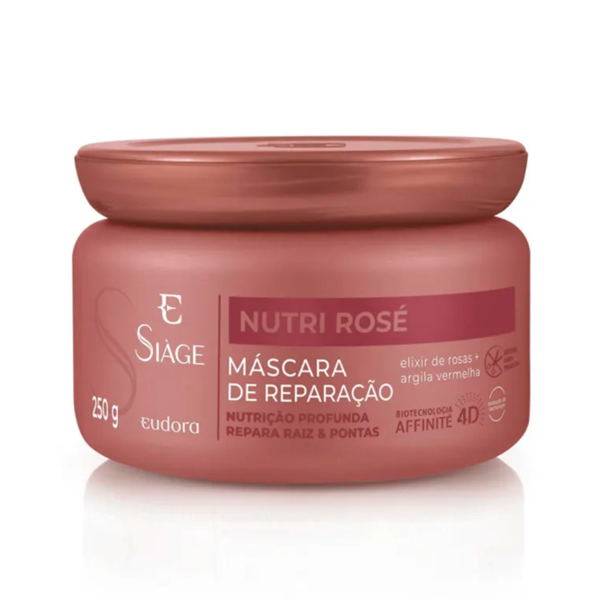 E
SIÀGE
250 g
eudora
NUTRI ROSÉ
MÁSCARA
DE REPARAÇÃO
NUTRIÇÃO PROFUNDA
REPARA RAIZ & PONTAS
elixir de rosas +
argila vermelha
BIOTECNOLOGIA
AFFINITÉ 4D